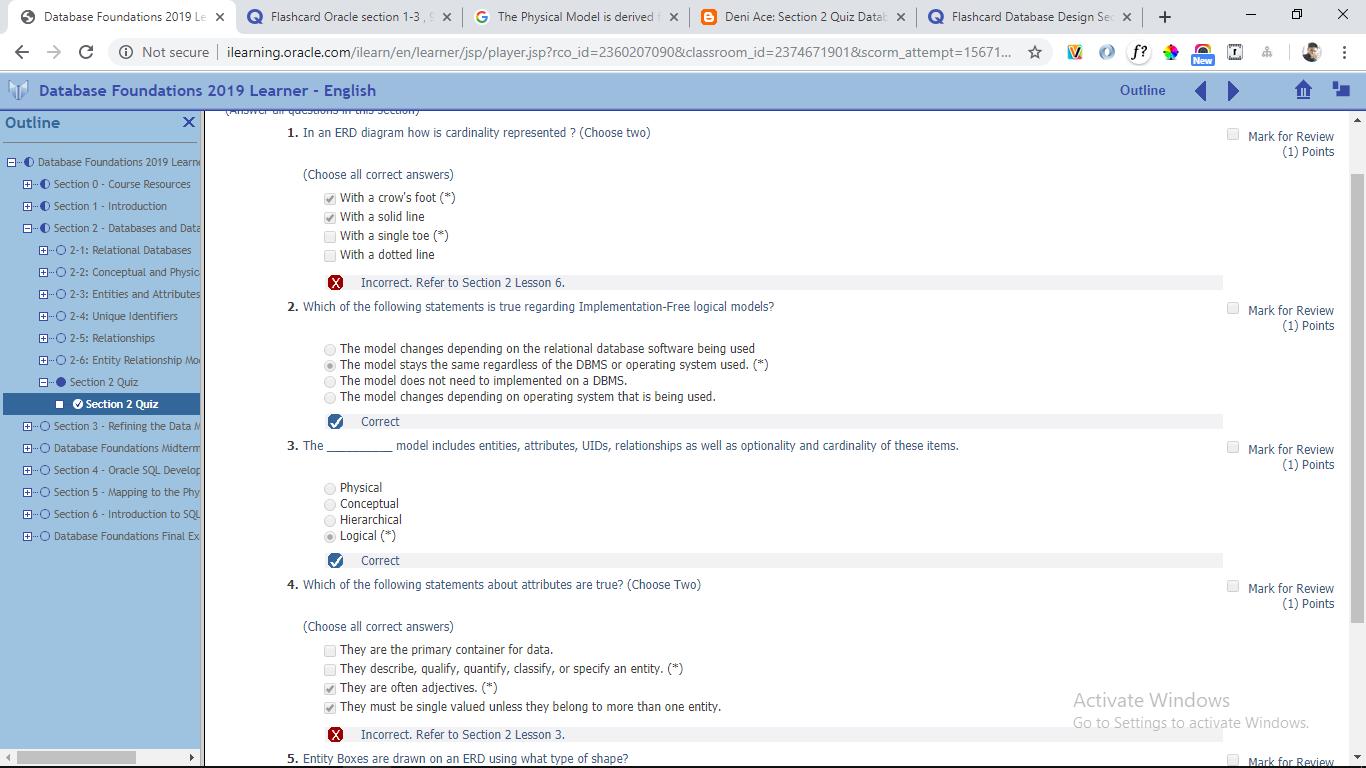 Database Foundations 2019 Le
Flashcard Oracle section 1-3 , 9
The Physical Model is derived f
Deni Ace: Section 2 Quiz Datab
Flashcard Database Design Sec
Not secure
ilearning.oracle.com/ilearn/en/learner/jsp/player.jsp?rco_id=2360207090&classroom_id=2374671901&scorm_attempt=15671...
f?
New
Database Foundations 2019 Learner - English
Outline
Outline
Database Foundations 2019 Learne
Section 0 - Course Resources
Section 1 - Introduction
Section 2 - Databases and Data
2-1: Relational Databases
2-2: Conceptual and Physic
2-3: Entities and Attributes
2-4: Unique Identifiers
2-5: Relationships
2-6: Entity Relationship Mo
Section 2 Quiz
Section 2 Quiz
Section 3 - Refining the Data M
Database Foundations Midterm
Section 4 - Oracle SQL Develop
Section 5 - Mapping to the Phy
Section 6 - Introduction to SQL
Database Foundations Final Ex
(Answer all questions in this section)
1. In an ERD diagram how is cardinality represented ? (Choose two)
Mark for Review
(1) Points
(Choose all correct answers)
With a crow's foot (*)
With a solid line
With a single toe (*)
With a dotted line
Incorrect. Refer to Section 2 Lesson 6.
2. Which of the following statements is true regarding Implementation-Free logical models?
Mark for Review
(1) Points
The model changes depending on the relational database software being used
The model stays the same regardless of the DBMS or operating system used. (*)
The model does not need to implemented on a DBMS.
The model changes depending on operating system that is being used.
Correct
3. The __________ model includes entities, attributes, UIDs, relationships as well as optionality and cardinality of these items.
Mark for Review
(1) Points
Physical
Conceptual
Hierarchical
Logical (*)
Correct
4. Which of the following statements about attributes are true? (Choose Two)
Mark for Review
(1) Points
(Choose all correct answers)
They are the primary container for data.
They describe, qualify, quantify, classify, or specify an entity. (*)
They are often adjectives. (*)
They must be single valued unless they belong to more than one entity.
Incorrect. Refer to Section 2 Lesson 3.
5. Entity Boxes are drawn on an ERD using what type of shape?
Mark for Review
Activate Windows
Go to Settings to activate Windows.